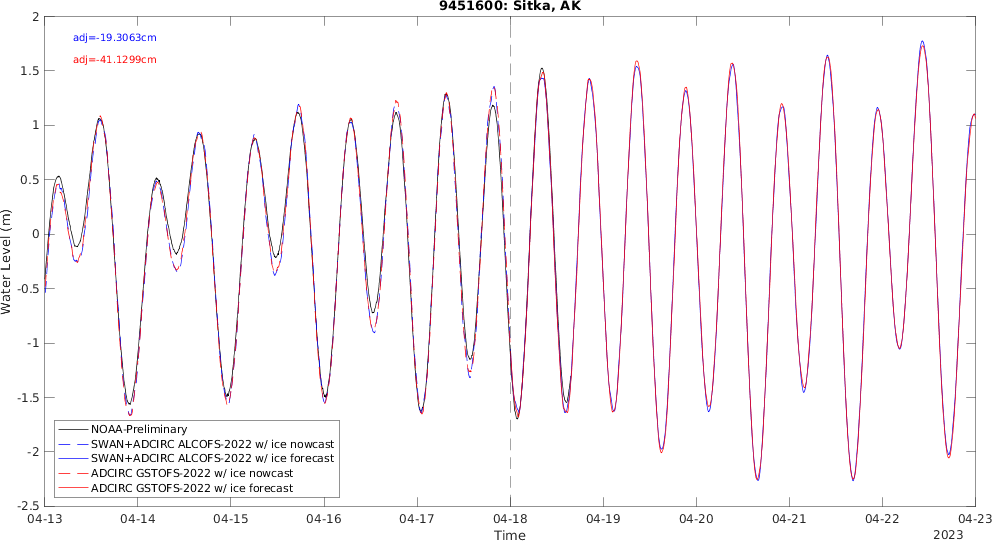 9451600: Sitka, AK
adj=-19.3063cm
adj=-41.1299cm
Water Level (m)
2
1.5
1
0.5
0
-0.5
-1
-1.5
-2
-2.5
NOAA-Preliminary
SWAN+ADCIRC ALCOFS-2022 w/ ice nowcast
SWAN+ADCIRC ALCOFS-2022 w/ ice forecast
ADCIRC GSTOFS-2022 w/ ice nowcast
ADCIRC GSTOFS-2022 w/ ice forecast
04-13 04-14 04-15 04-16 04-17 04-18 04-19 04-20 04-21 04-22 04-23
Time
2023